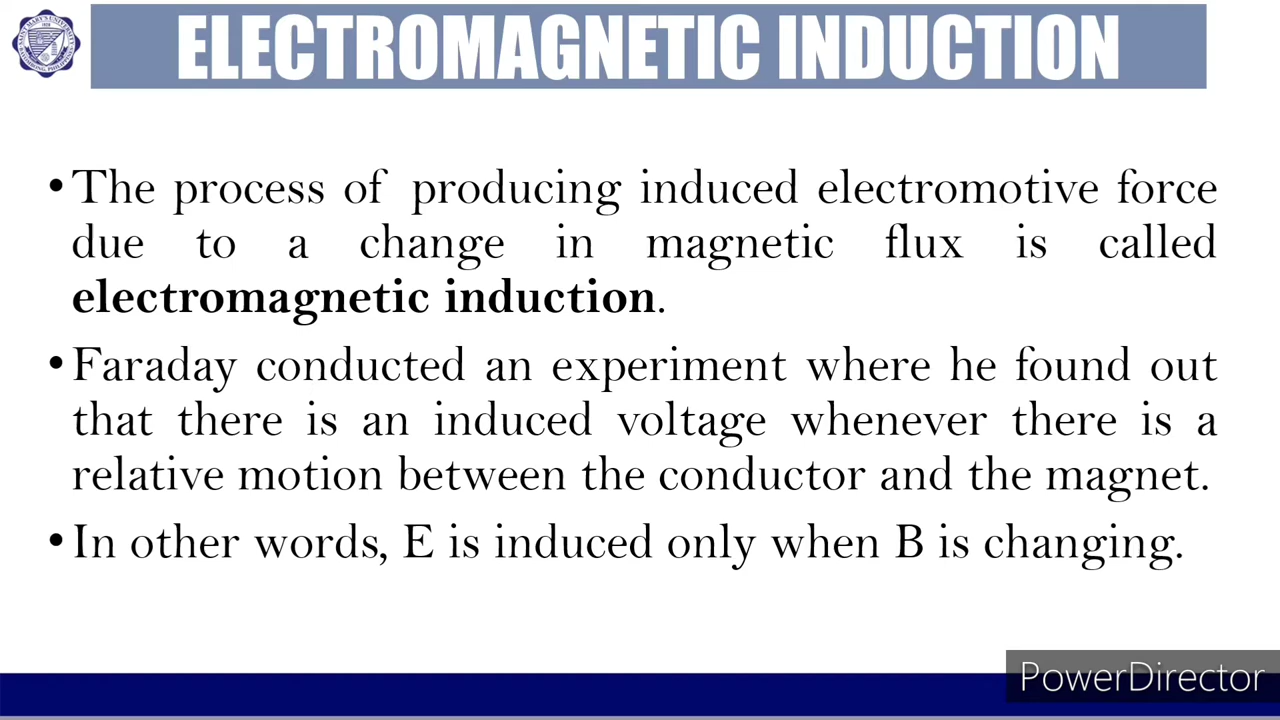 ELECTROMAGNETIC INDUCTION
• The process of producing induced electromotive force
due to a change in magnetic flux is called
electromagnetic induction.
• Faraday conducted an experiment where he found out
that there is an induced voltage whenever there is a
relative motion between the conductor and the magnet.
• In other words, E is induced only when B is changing.
PowerDirector